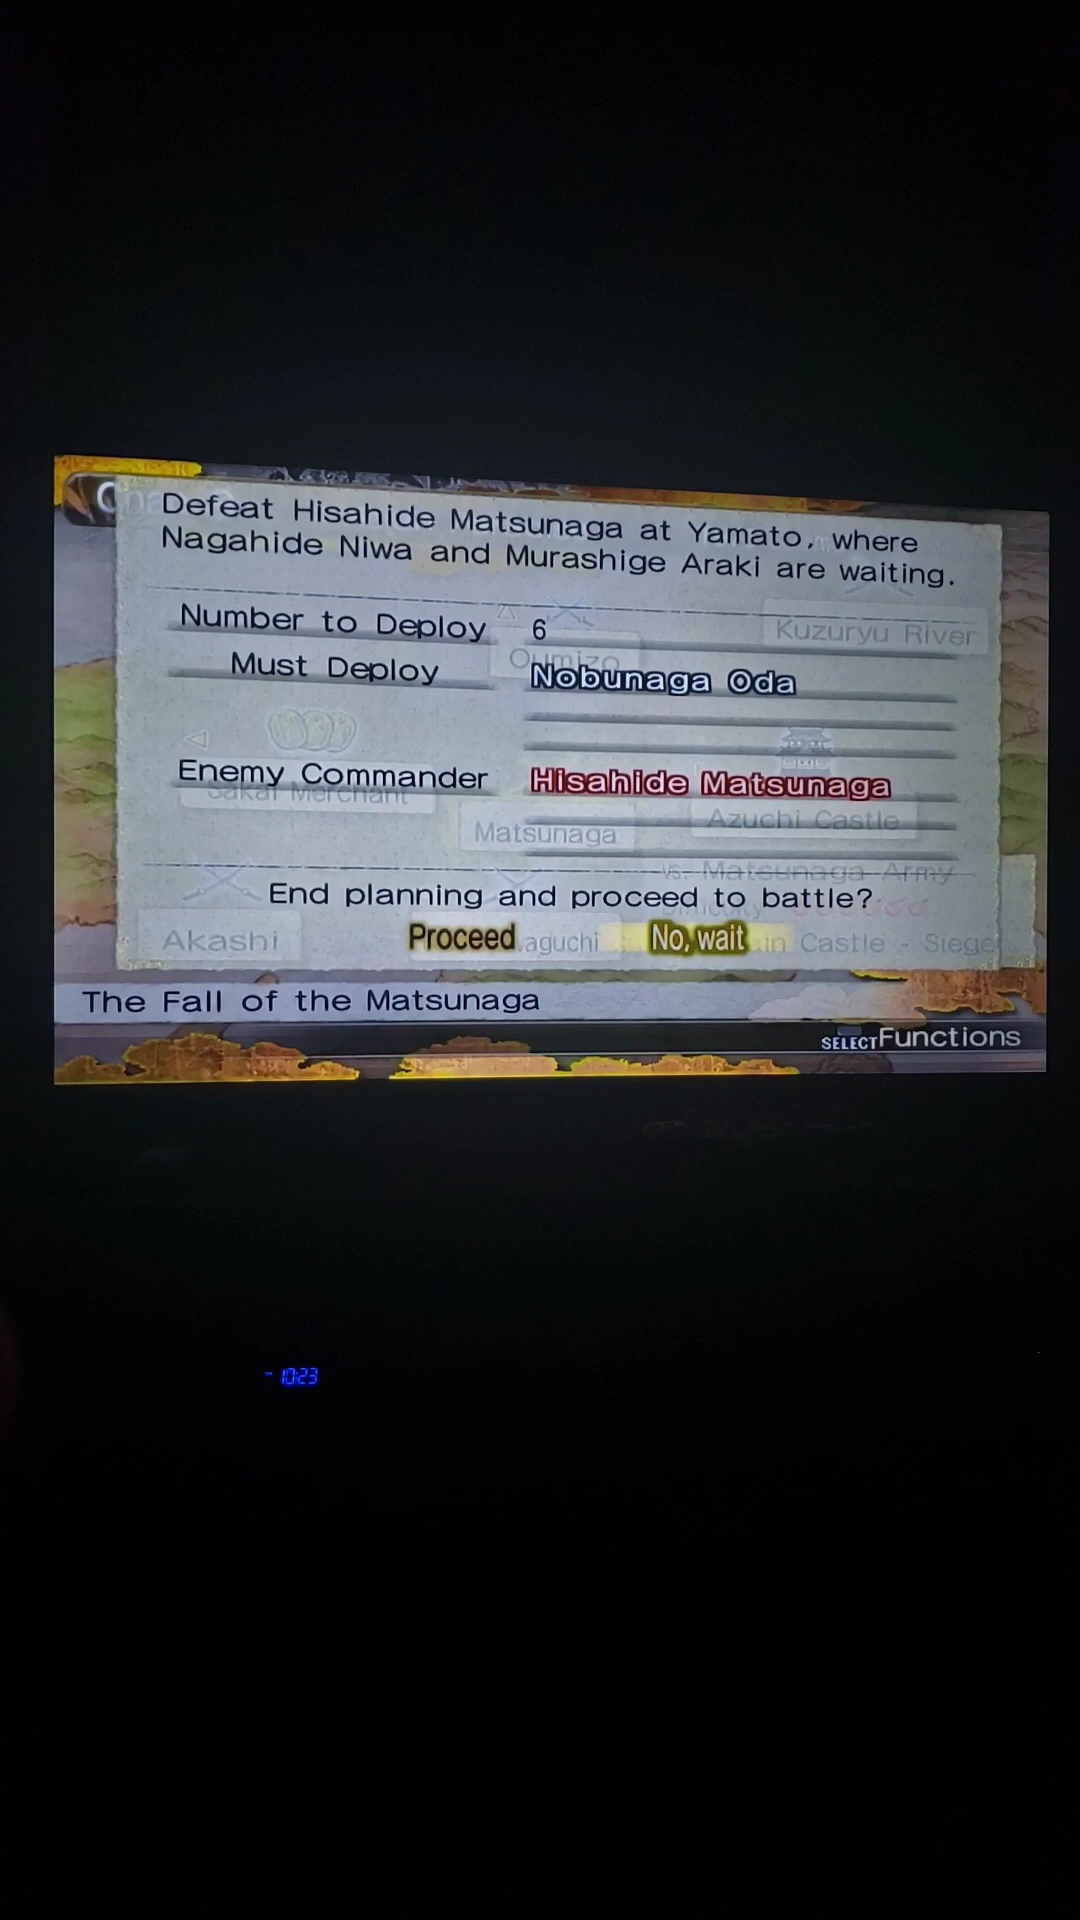 Defeat Hisahide Matsunaga at Yamato, where
Nagahide Niwa and Murashige Araki are waiting.
Number to Deploy 6
Kuzuryu River
Oumizo
Must Deploy Nobunaga Oda
Enemy Commander Hisahide Matsunaga
Sakai Merchant
Matsunaga
Azuchi Castle
vs. Matsunaga Army
End planning and proceed to battle?
Difficulty
Akashi
Proceed
aguchi
No, wait
in Castle - Siege
The Fall of the Matsunaga
SELECT Functions
10:23